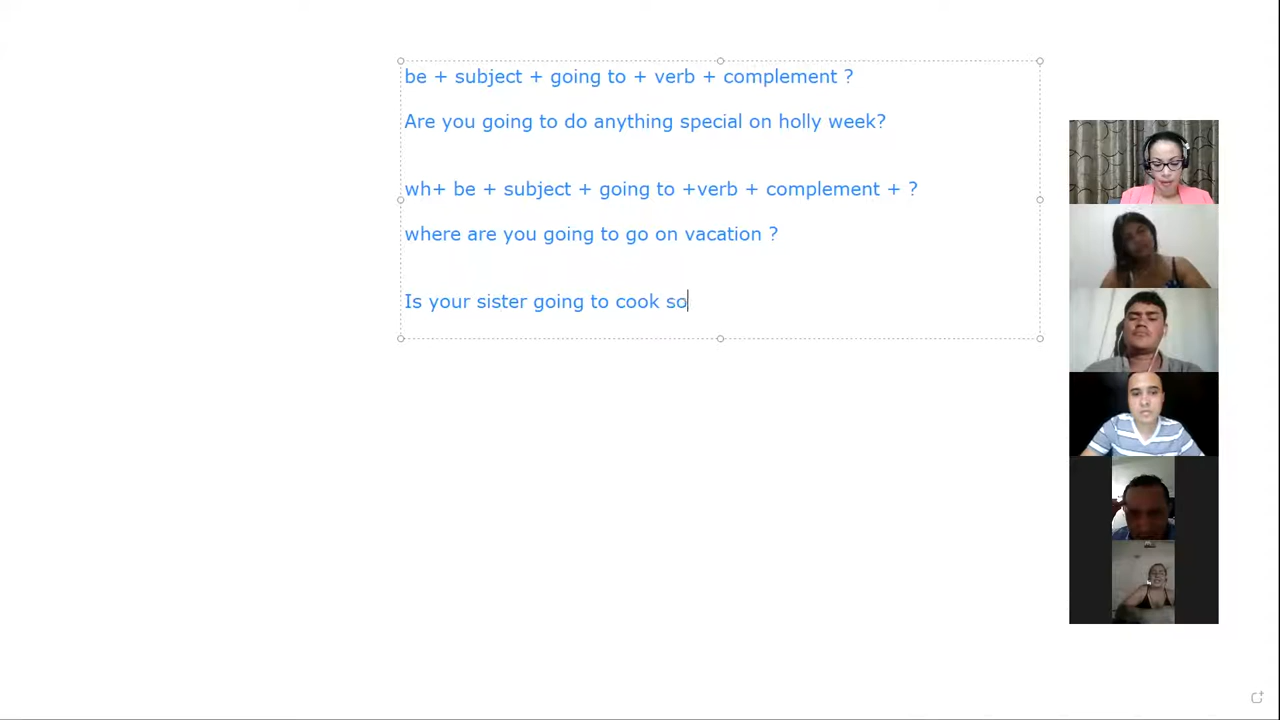 be + subject + going to + verb + complement ?
Are you going to do anything special on holly week?
wh+ be + subject + going to +verb + complement + ?
where are you going to go on vacation ?
Is your sister going to cook so